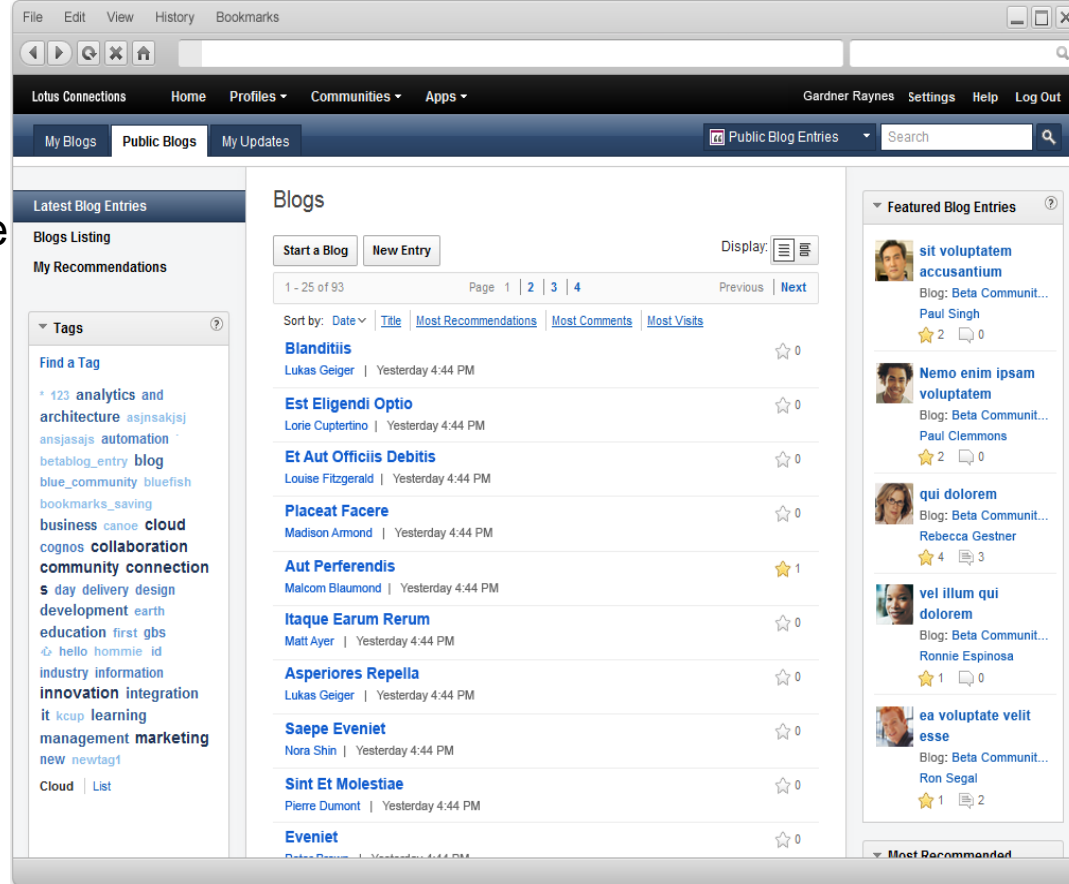 File Edit View History Bookmarks
Lotus Connections Home Profiles Communities Apps Gardner Raynes Settings Help Log Out
My Blogs Public Blogs My Updates Public Blog Entries Search
e
Latest Blog Entries
Blogs Listing
My Recommendations
Tags ?
Find a Tag
* 123 analytics and
architecture asjnsakjsj
ansjasajs automation
betablog_entry blog
blue_community bluefish
bookmarks_saving
business canoe cloud
cognos collaboration
community connection
s day delivery design
development earth
education first gbs
hello hommie id
industry information
innovation integration
it kcup learning
management marketing
new newtag1
Cloud | List
Blogs
Start a Blog New Entry Display:
1 - 25 of 93 Page 1 | 2 | 3 | 4 Previous | Next
Sort by: Date | Title | Most Recommendations | Most Comments | Most Visits
Blanditiis 0
Lukas Geiger | Yesterday 4:44 PM
Est Eligendi Optio 0
Lorie Cuptertino | Yesterday 4:44 PM
Et Aut Officiis Debitis 0
Louise Fitzgerald | Yesterday 4:44 PM
Placeat Facere 0
Madison Armond | Yesterday 4:44 PM
Aut Perferendis 1
Malcom Blaumond | Yesterday 4:44 PM
Itaque Earum Rerum 0
Matt Ayer | Yesterday 4:44 PM
Asperiores Repella 0
Lukas Geiger | Yesterday 4:44 PM
Saepe Eveniet 0
Nora Shin | Yesterday 4:44 PM
Sint Et Molestiae 0
Pierre Dumont | Yesterday 4:44 PM
Eveniet 0
Featured Blog Entries ?
sit voluptatem
accusantium
Blog: Beta Communit...
Paul Singh
2 0
Nemo enim ipsam
voluptatem
Blog: Beta Communit...
Paul Clemmons
2 0
qui dolorem
Blog: Beta Communit...
Rebecca Gestner
4 3
vel illum qui
dolorem
Blog: Beta Communit...
Ronnie Espinosa
1 0
ea voluptate velit
esse
Blog: Beta Communit...
Ron Segal
1 2
Most Recommended